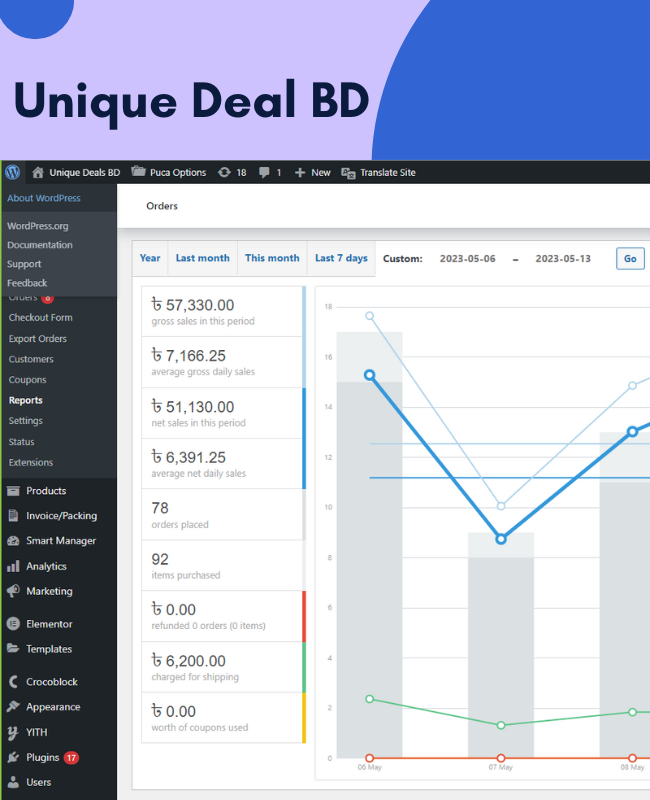 Unique Deal BD
Unique Deals BD Puca Options 18 1 New Translate Site
About WordPress
WordPress.org
Documentation
Support
Feedback
Orders 8
Checkout Form
Export Orders
Customers
Coupons
Reports
Settings
Status
Extensions
Products
Invoice/Packing
Smart Manager
Analytics
Marketing
Elementor
Templates
Crocoblock
Appearance
YITH
Plugins 17
Users
Orders
Year Last month This month Last 7 days Custom: 2023-05-06 – 2023-05-13 Go
৳ 57,330.00
gross sales in this period
৳ 7,166.25
average gross daily sales
৳ 51,130.00
net sales in this period
৳ 6,391.25
average net daily sales
78
orders placed
92
items purchased
৳ 0.00
refunded 0 orders (0 items)
৳ 6,200.00
charged for shipping
৳ 0.00
worth of coupons used
18
16
14
12
10
8
6
4
2
0
06 May 07 May 08 May